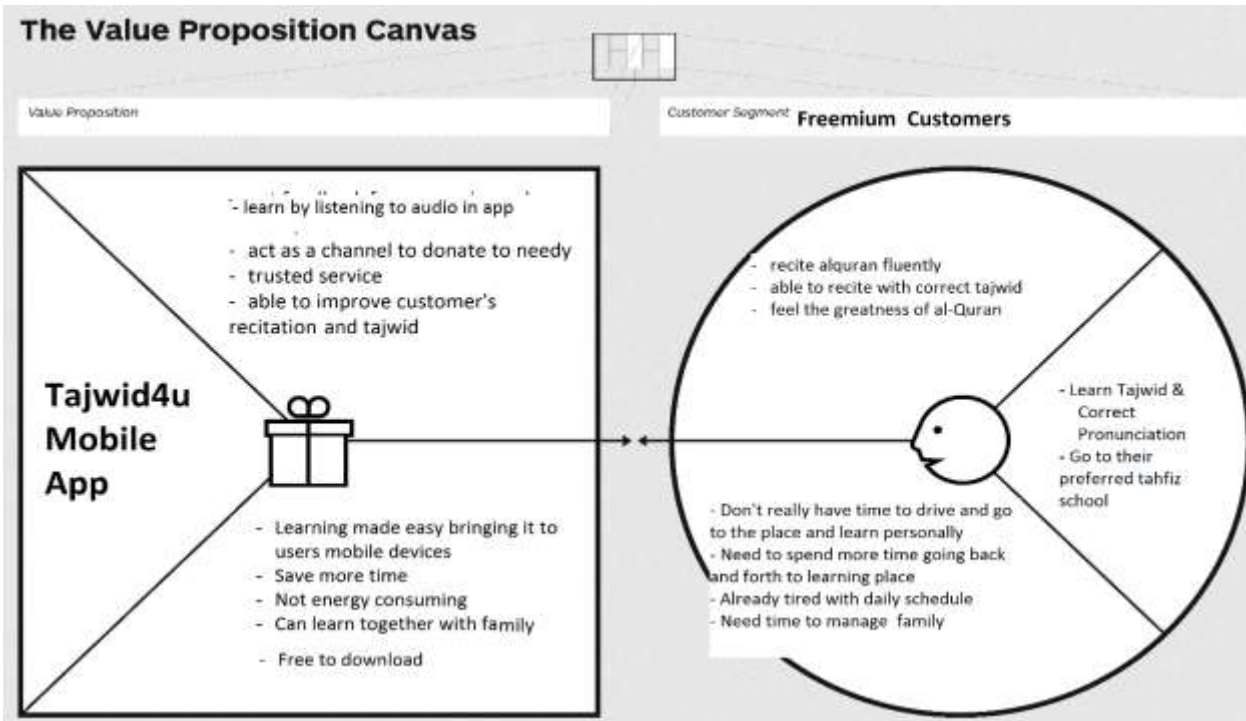 The Value Proposition Canvas
Value Proposition
Customer Segment Freemium Customers
- learn by listening to audio in app
- act as a channel to donate to needy
- trusted service
- able to improve customer's
recitation and tajwid
Tajwid4u
Mobile
App
- Learning made easy bringing it to
users mobile devices
- Save more time
- Not energy consuming
- Can learn together with family
- Free to download
- recite alquran fluently
- able to recite with correct tajwid
- feel the greatness of al-Quran
- Learn Tajwid &
Correct
Pronunciation
- Go to their
preferred tahfiz
school
- Don't really have time to drive and go
to the place and learn personally
- Need to spend more time going back
and forth to learning place
- Already tired with daily schedule
- Need time to manage family